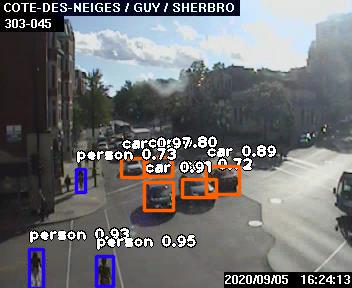 COTE-DES-NEIGES / GUY / SHERBRO
303-045
car 0.97
.80
person 0.73
car 0.89
car 0.91
0.72
person 0.93
person 0.95
2020/09/05 16:24:13